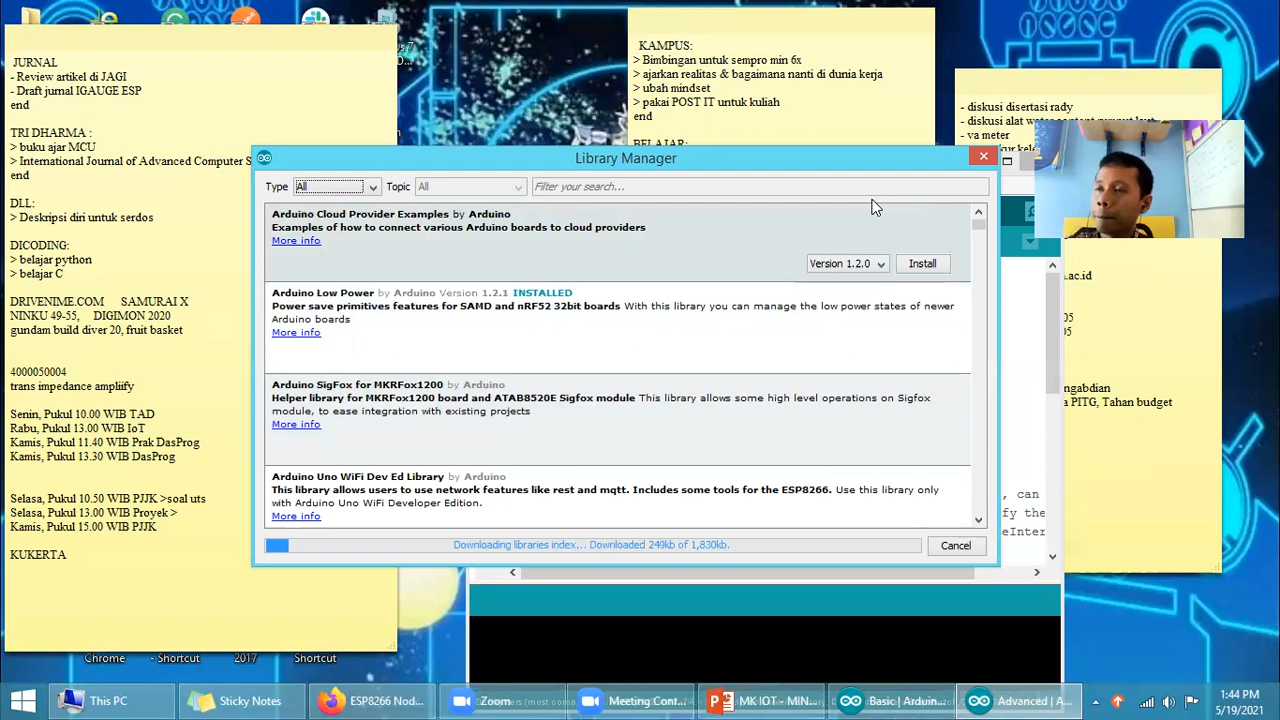 JURNAL
- Review artikel di JAGI
- Draft jurnal IGAUGE ESP
end
TRI DHARMA :
> buku ajar MCU
> International Journal of Advanced Computer S
end
DLL:
> Deskripsi diri untuk serdos
DICODING:
> belajar python
> belajar C
DRIVENIME.COM SAMURAI X
NINKU 49-55, DIGIMON 2020
gundam build diver 20, fruit basket
4000050004
trans impedance ampliify
Senin, Pukul 10.00 WIB TAD
Rabu, Pukul 13.00 WIB IoT
Kamis, Pukul 11.40 WIB Prak DasProg
Kamis, Pukul 13.30 WIB DasProg
Selasa, Pukul 10.50 WIB PJJK >soal uts
Selasa, Pukul 13.00 WIB Proyek >
Kamis, Pukul 15.00 WIB PJJK
KUKERTA
KAMPUS:
> Bimbingan untuk sempro min 6x
> ajarkan realitas & bagaimana nanti di dunia kerja
> ubah mindset
> pakai POST IT untuk kuliah
end
BELAJAR:
- diskusi disertasi rady
- va meter
n.ac.id
05
05
ngabdian
a PITG, Tahan budget
Library Manager
Type All Topic All Filter your search...
Arduino Cloud Provider Examples by Arduino
Examples of how to connect various Arduino boards to cloud providers
More info
Version 1.2.0 Install
Arduino Low Power by Arduino Version 1.2.1 INSTALLED
Power save primitives features for SAMD and nRF52 32bit boards With this library you can manage the low power states of newer
Arduino boards
More info
Arduino SigFox for MKRFox1200 by Arduino
Helper library for MKRFox1200 board and ATAB8520E Sigfox module This library allows some high level operations on Sigfox
module, to ease integration with existing projects
More info
Arduino Uno WiFi Dev Ed Library by Arduino
This library allows users to use network features like rest and mqtt. Includes some tools for the ESP8266. Use this library only
with Arduino Uno WiFi Developer Edition.
More info
Downloading libraries index... Downloaded 249kb of 1,830kb.
Cancel
, can
fy the
eInter
Chrome - Shortcut 2017 Shortcut
This PC Sticky Notes ESP8266 Nod... Zoom Meeting Cont... MK IOT - MIN... Basic | Arduin... Advanced | A...
1:44 PM
5/19/2021